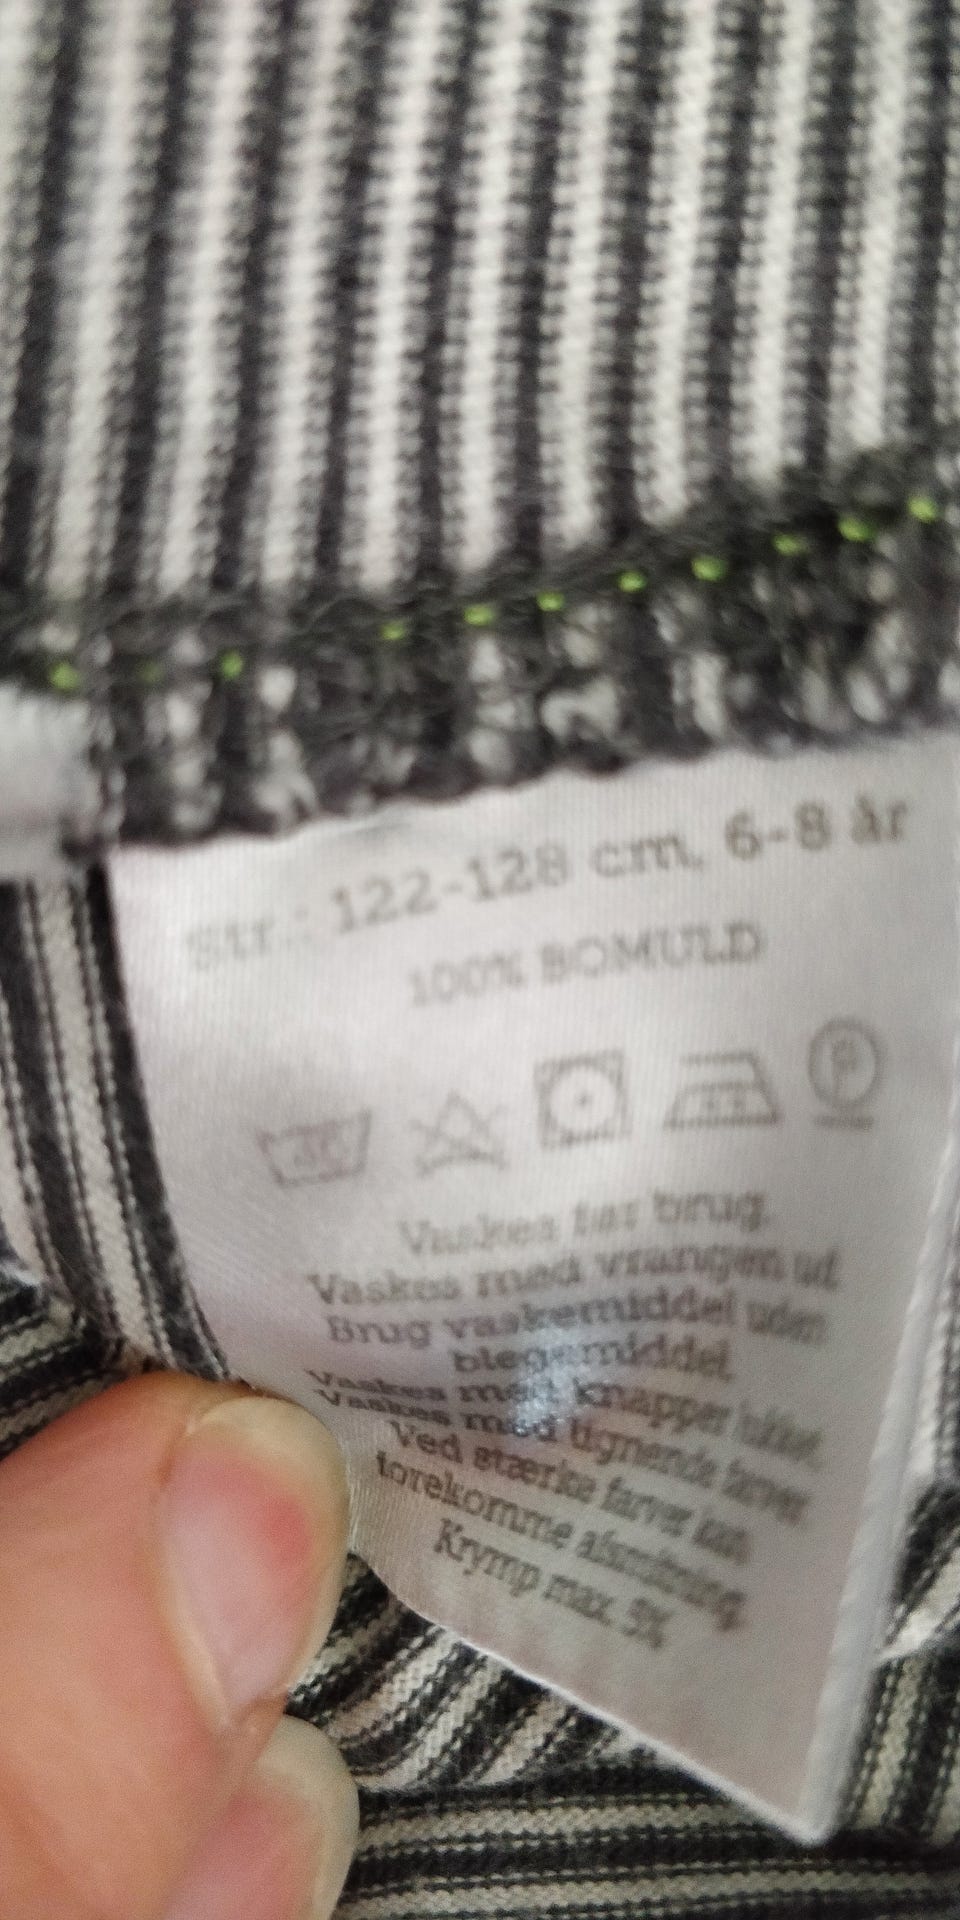 Str.: 122-128 cm, 6-8 år
100% BOMULD
40
P
Vaskes før brug.
Vaskes med vrangen ud.
Brug vaskemiddel uden
blegemiddel.
Vaskes med knapper lukket.
Vaskes med lignende farver.
Ved stærke farver kan
forekomme afsmitning.
Krymp max. 5%